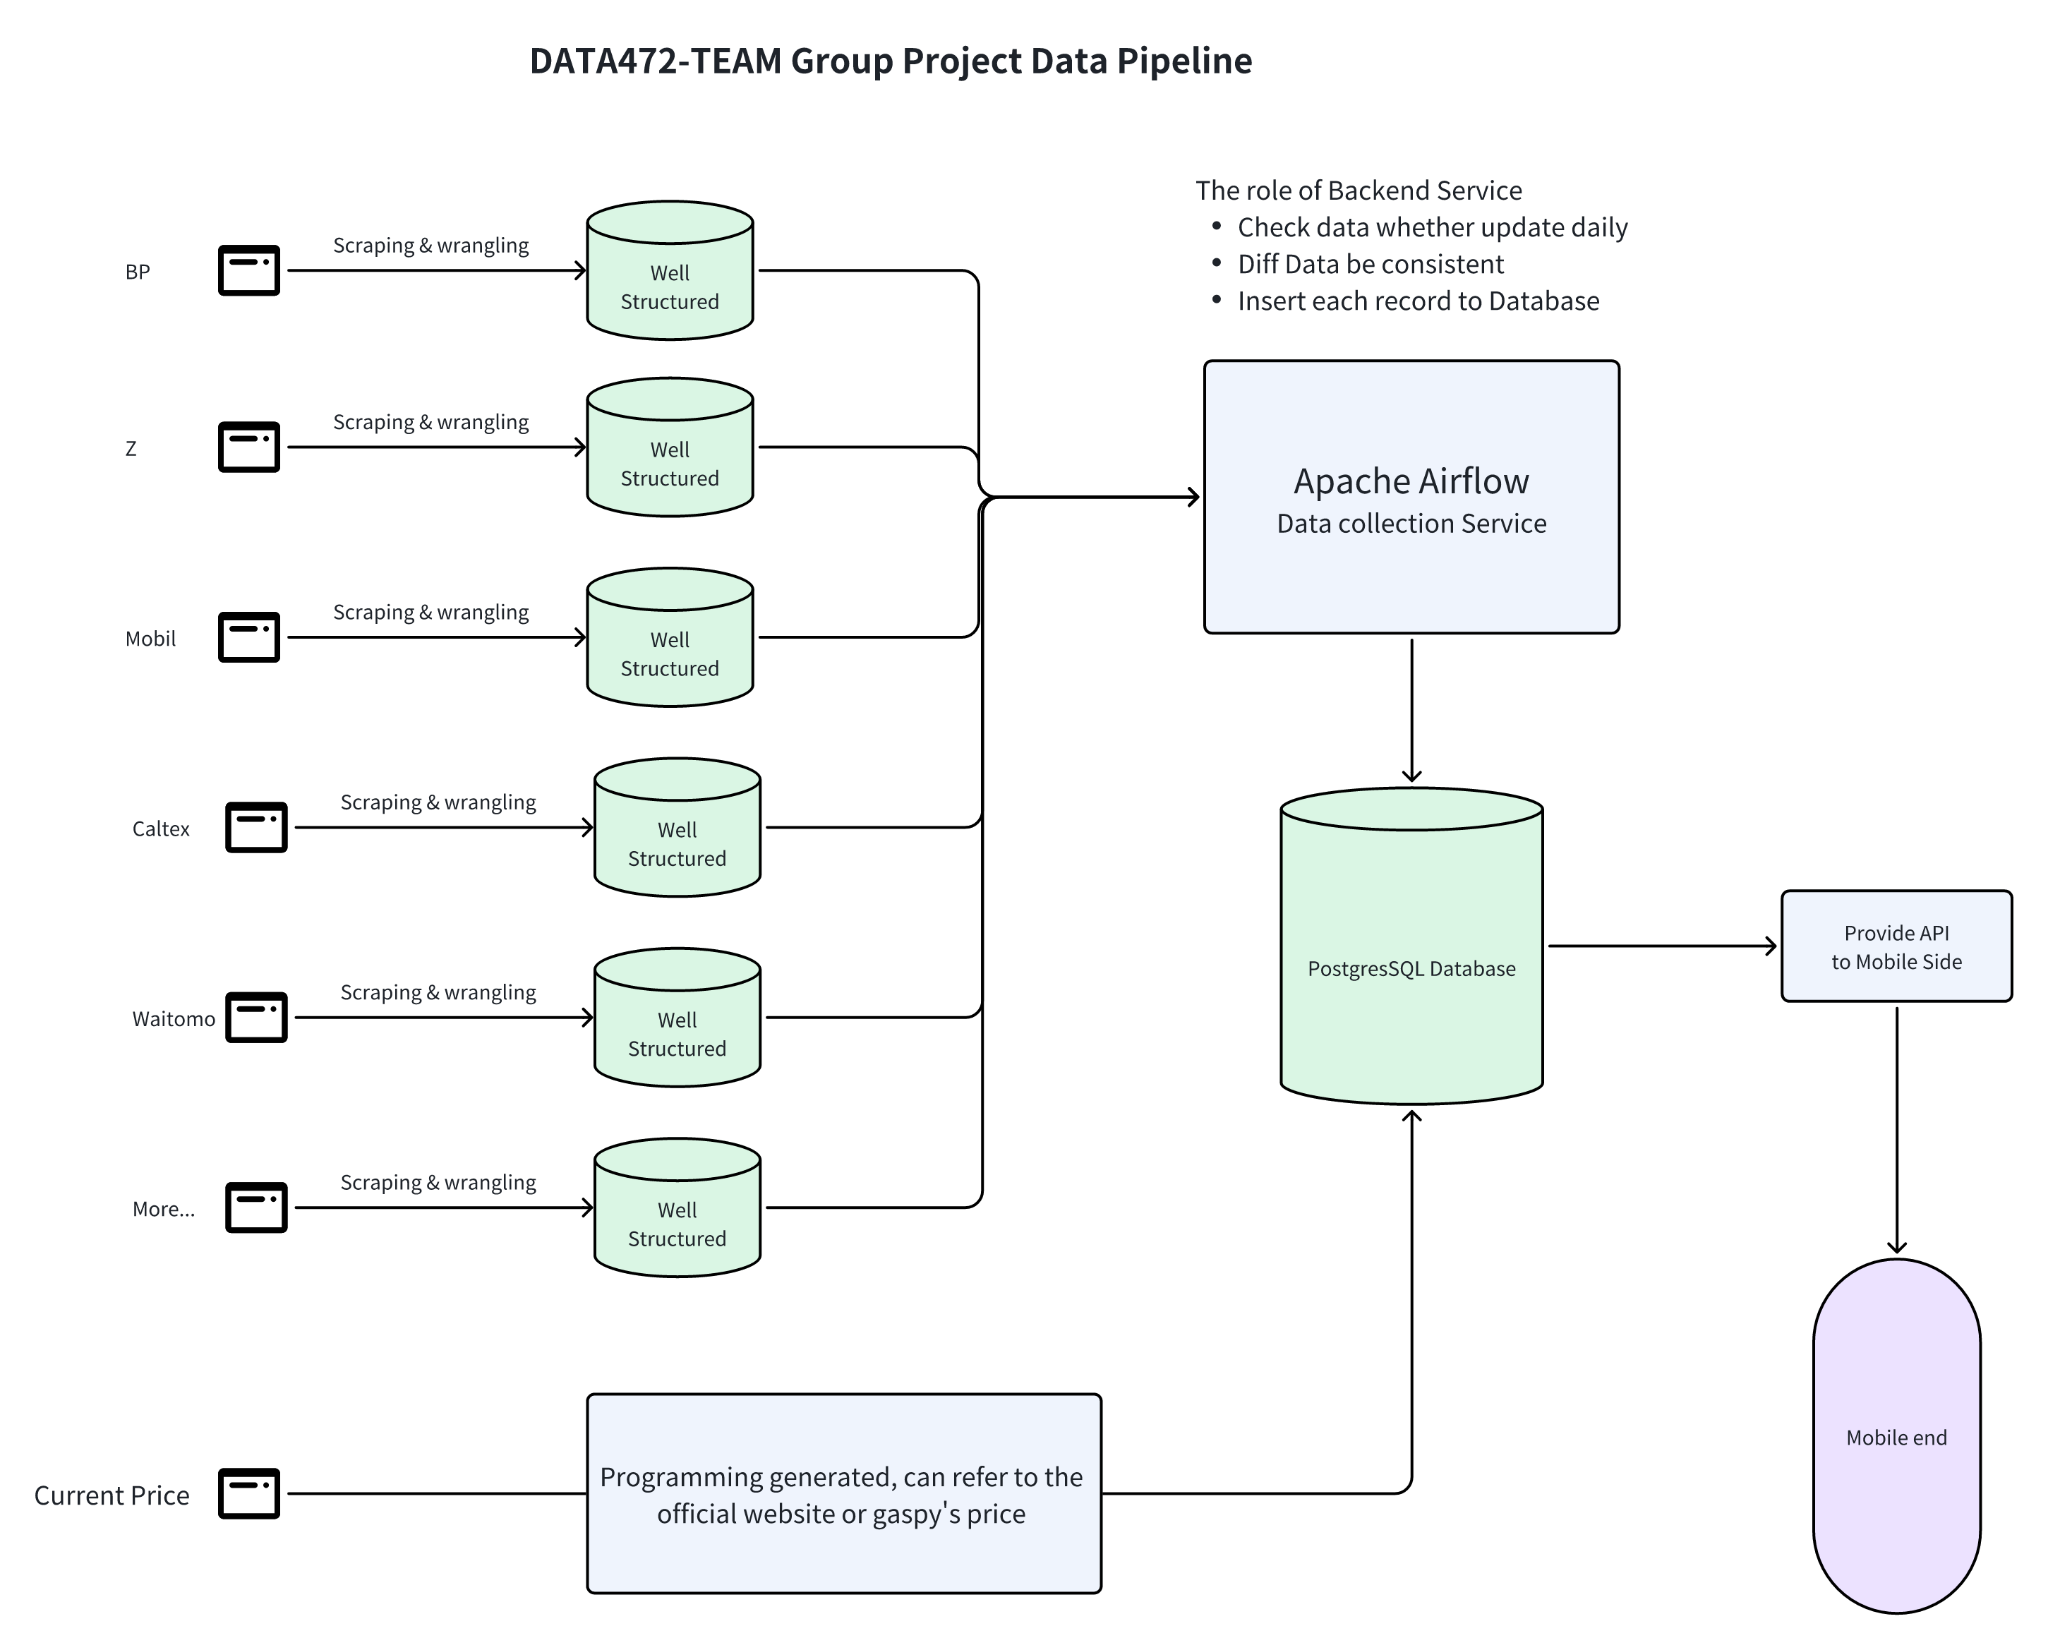 DATA472-TEAM Group Project Data Pipeline
The role of Backend Service
• Check data whether update daily
• Diff Data be consistent
• Insert each record to Database
BP
Scraping & wrangling
Well
Structured
Z
Scraping & wrangling
Well
Structured
Apache Airflow
Data collection Service
Mobil
Scraping & wrangling
Well
Structured
Caltex
Scraping & wrangling
Well
Structured
PostgresSQL Database
Provide API
to Mobile Side
Waitomo
Scraping & wrangling
Well
Structured
More...
Scraping & wrangling
Well
Structured
Mobile end
Current Price
Programming generated, can refer to the
official website or gaspy's price